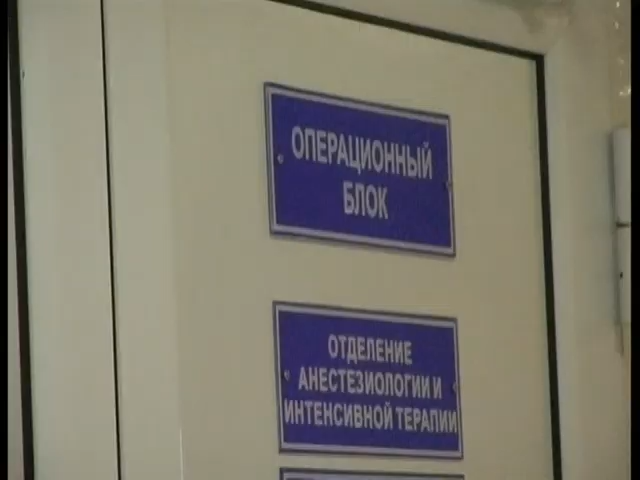 ОПЕРАЦИОННЫЙ
БЛОК
ОТДЕЛЕНИЕ
АНЕСТЕЗИОЛОГИИ И
ИНТЕНСИВНОЙ ТЕРАПИИ